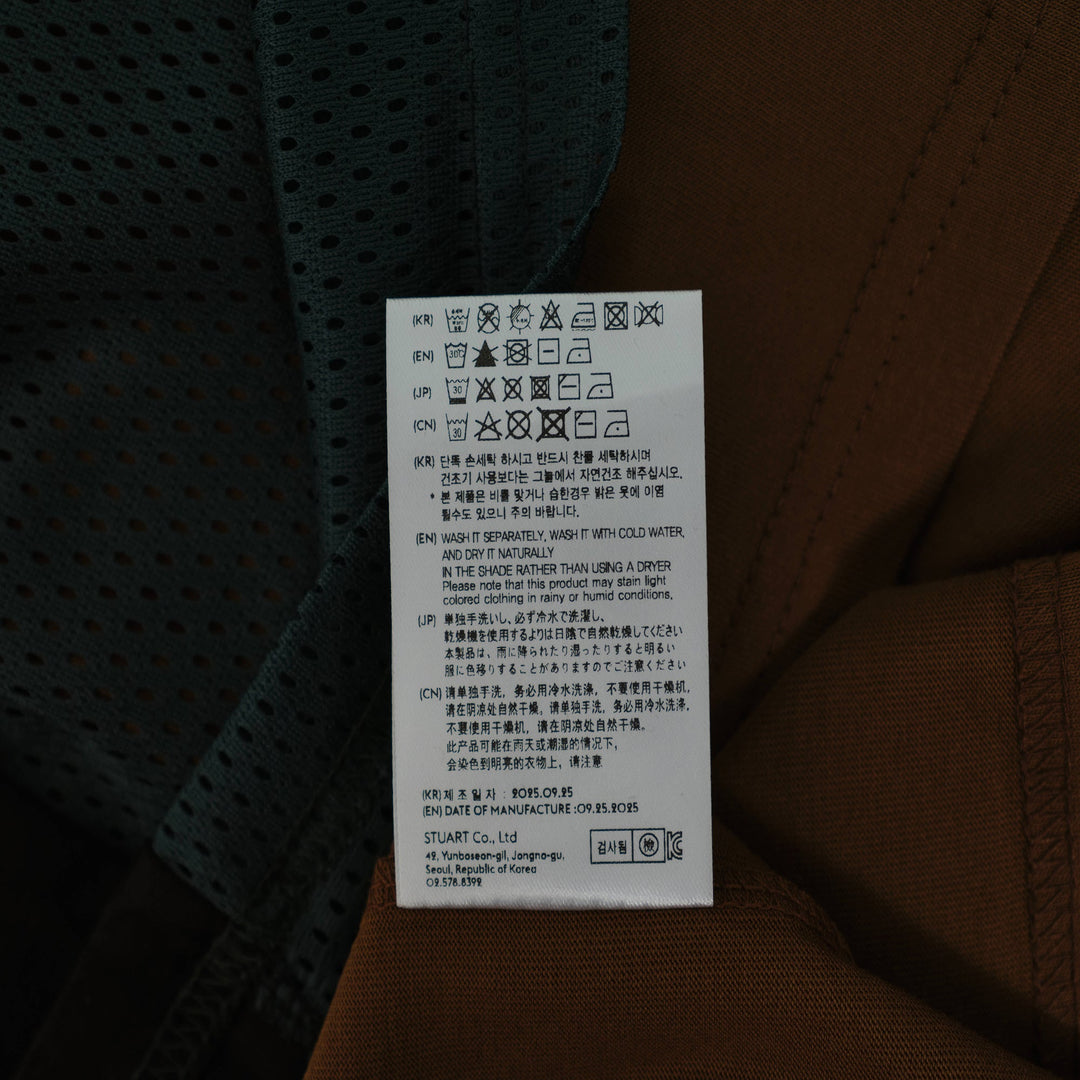 (KR)
(EN) 30℃
(JP) 30
(CN) 30
(KR) 단독 손세탁 하시고 반드시 찬물 세탁하시며
건조기 사용보다는 그늘에서 자연건조 해주십시오.
* 본 제품은 비를 맞거나 습한경우 밝은 옷에 이염
될수도 있으니 주의 바랍니다.
(EN) WASH IT SEPARATELY, WASH IT WITH COLD WATER,
AND DRY IT NATURALLY
IN THE SHADE RATHER THAN USING A DRYER
Please note that this product may stain light
colored clothing in rainy or humid conditions.
(JP) 単独手洗いし、必ず冷水で洗濯し、
乾燥機を使用するよりは日陰で自然乾燥してください
本製品は、雨に降られたり湿ったりすると明るい
服に色移りすることがありますのでご注意ください
(CN) 请单独手洗，务必用冷水洗涤，不要使用干燥机，
请在阴凉处自然干燥。请单独手洗，务必用冷水洗涤，
不要使用干燥机，请在阴凉处自然干燥。
此产品可能在雨天或潮湿的情况下，
会染色到明亮的衣物上，请注意
(KR) 제 조 일 자 : 2025.09.25
(EN) DATE OF MANUFACTURE :09.25.2025
STUART Co., Ltd
42, Yunboseon-gil, Jongno-gu,
Seoul, Republic of Korea
02.578.8392
검사필 檢 KC